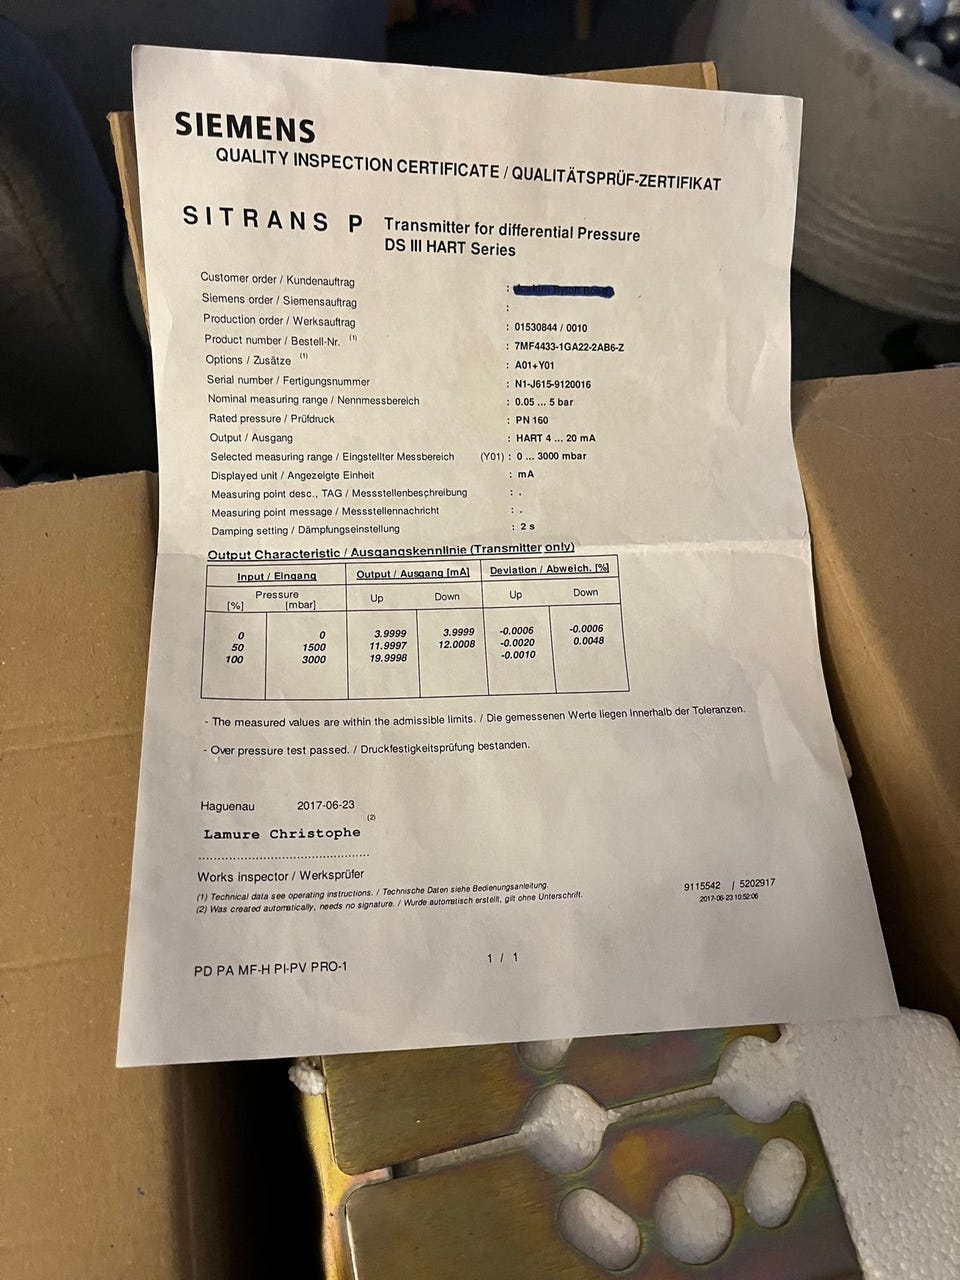 SIEMENS
QUALITY INSPECTION CERTIFICATE / QUALITÄTSPRÜF-ZERTIFIKAT
SITRANS P Transmitter for differential Pressure
DS III HART Series
Customer order / Kundenauftrag :
Siemens order / Siemensauftrag :
Production order / Werksauftrag : 01530844 / 0010
Product number / Bestell-Nr. (1) : 7MF4433-1GA22-2AB6-Z
Options / Zusätze (1) : A01+Y01
Serial number / Fertigungsnummer : N1-J615-9120016
Nominal measuring range / Nennmessbereich : 0.05 ... 5 bar
Rated pressure / Prüfdruck : PN 160
Output / Ausgang : HART 4 ... 20 mA
Selected measuring range / Eingstellter Messbereich (Y01) : 0 ... 3000 mbar
Displayed unit / Angezeigte Einheit : mA
Measuring point desc., TAG / Messstellenbeschreibung : .
Measuring point message / Messstellennachricht : .
Damping setting / Dämpfungseinstellung : 2 s
Output Characteristic / Ausgangskennlinie (Transmitter only)
Input / Eingang Output / Ausgang [mA] Deviation / Abweich. [%]
Pressure
[%] [mbar] Up Down Up Down
0 0 3.9999 3.9999 -0.0006 -0.0006
50 1500 11.9997 12.0008 -0.0020 0.0048
100 3000 19.9998 -0.0010
- The measured values are within the admissible limits. / Die gemessenen Werte liegen innerhalb der Toleranzen.
- Over pressure test passed. / Druckfestigkeitsprüfung bestanden.
Haguenau 2017-06-23
(2)
Lamure Christophe
Works inspector / Werksprüfer
(1) Technical data see operating instructions. / Technische Daten siehe Bedienungsanleitung.
(2) Was created automatically, needs no signature. / Wurde automatisch erstellt, gilt ohne Unterschrift.
9115542 / 5202917
2017-06-23 10:52:06
PD PA MF-H PI-PV PRO-1
1 / 1